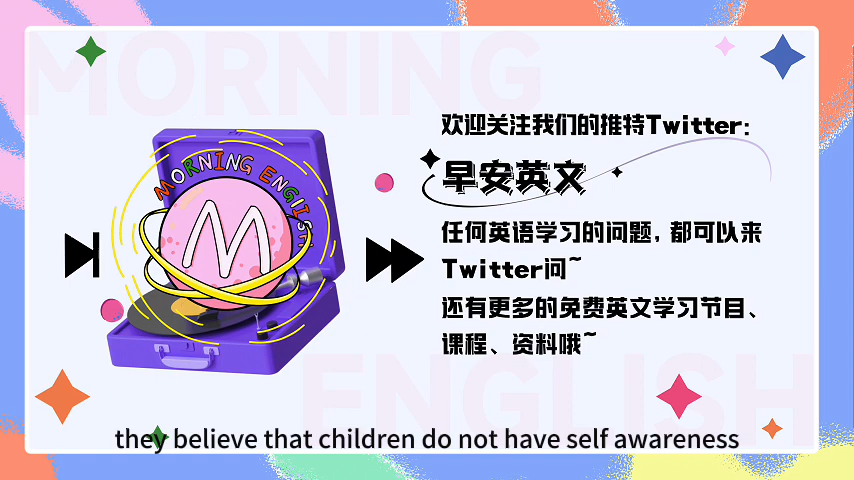 MORNING
欢迎关注我们的推特Twitter:
早安英文
MORNING ENGLISH
M
任何英语学习的问题，都可以来
Twitter问~
还有更多的免费英文学习节目、
课程、资料哦~
ENGLISH
they believe that children do not have self awareness